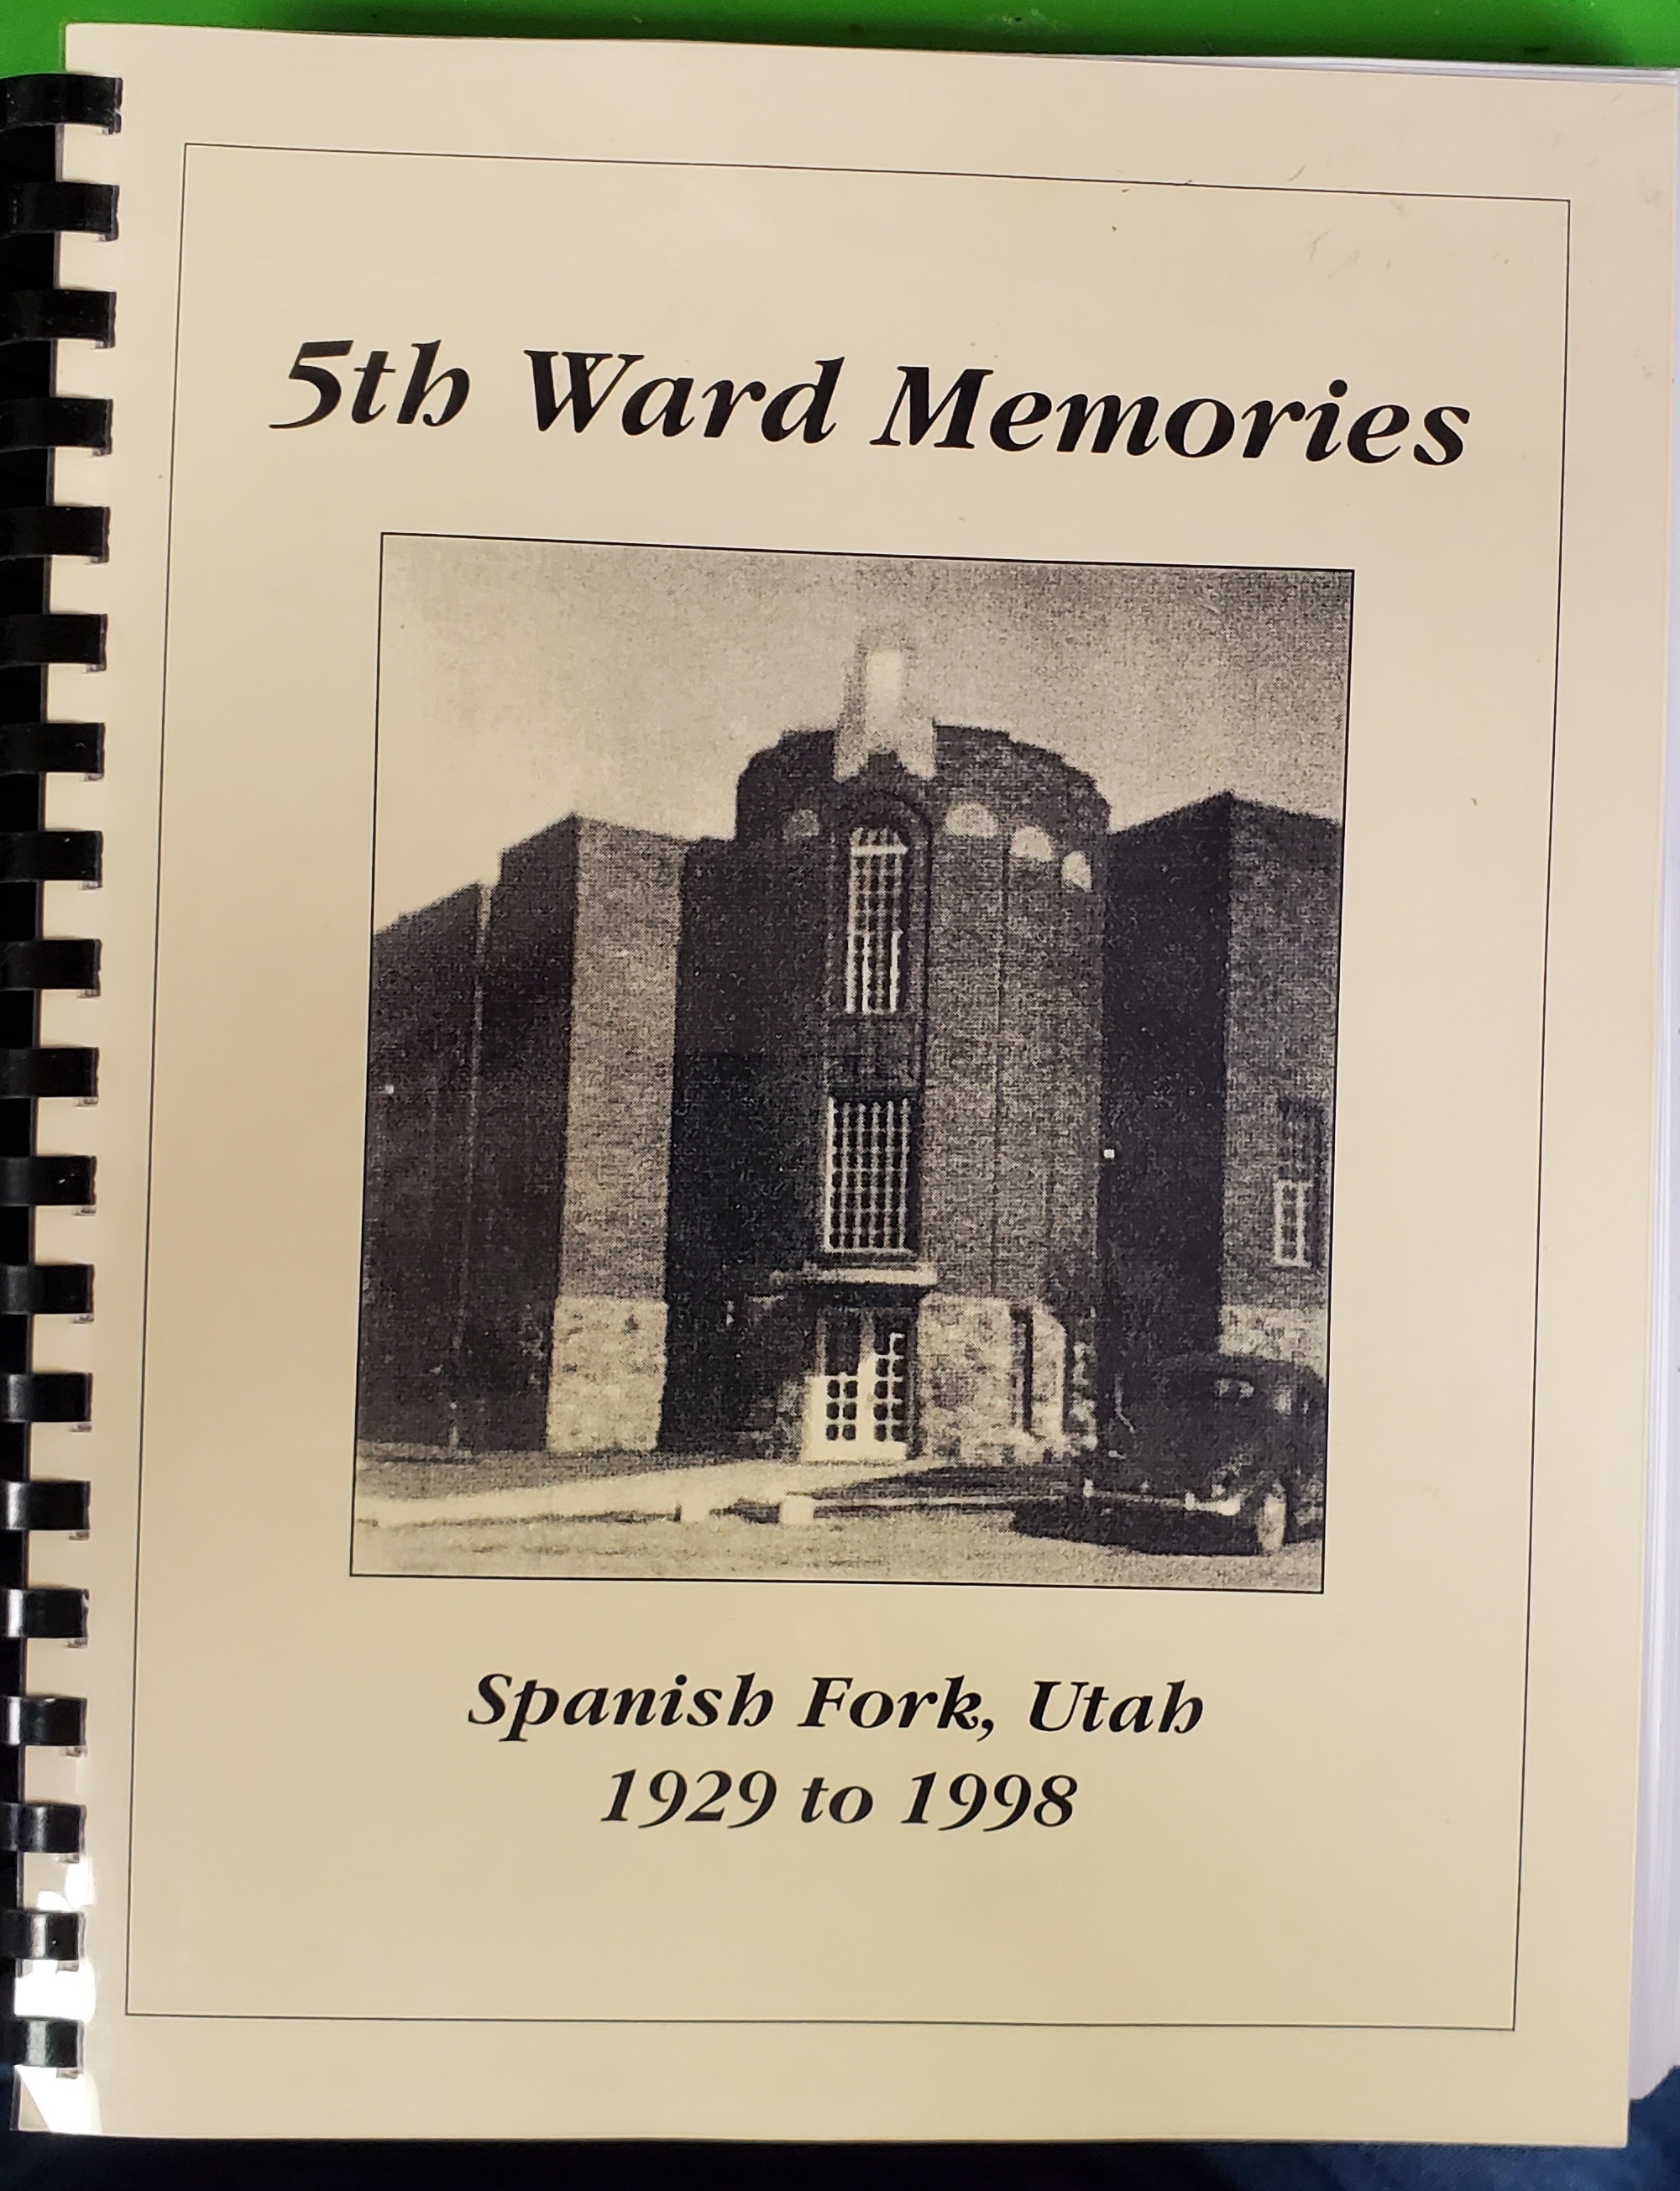 5th Ward Memories
Spanish Fork, Utah
1929 to 1998